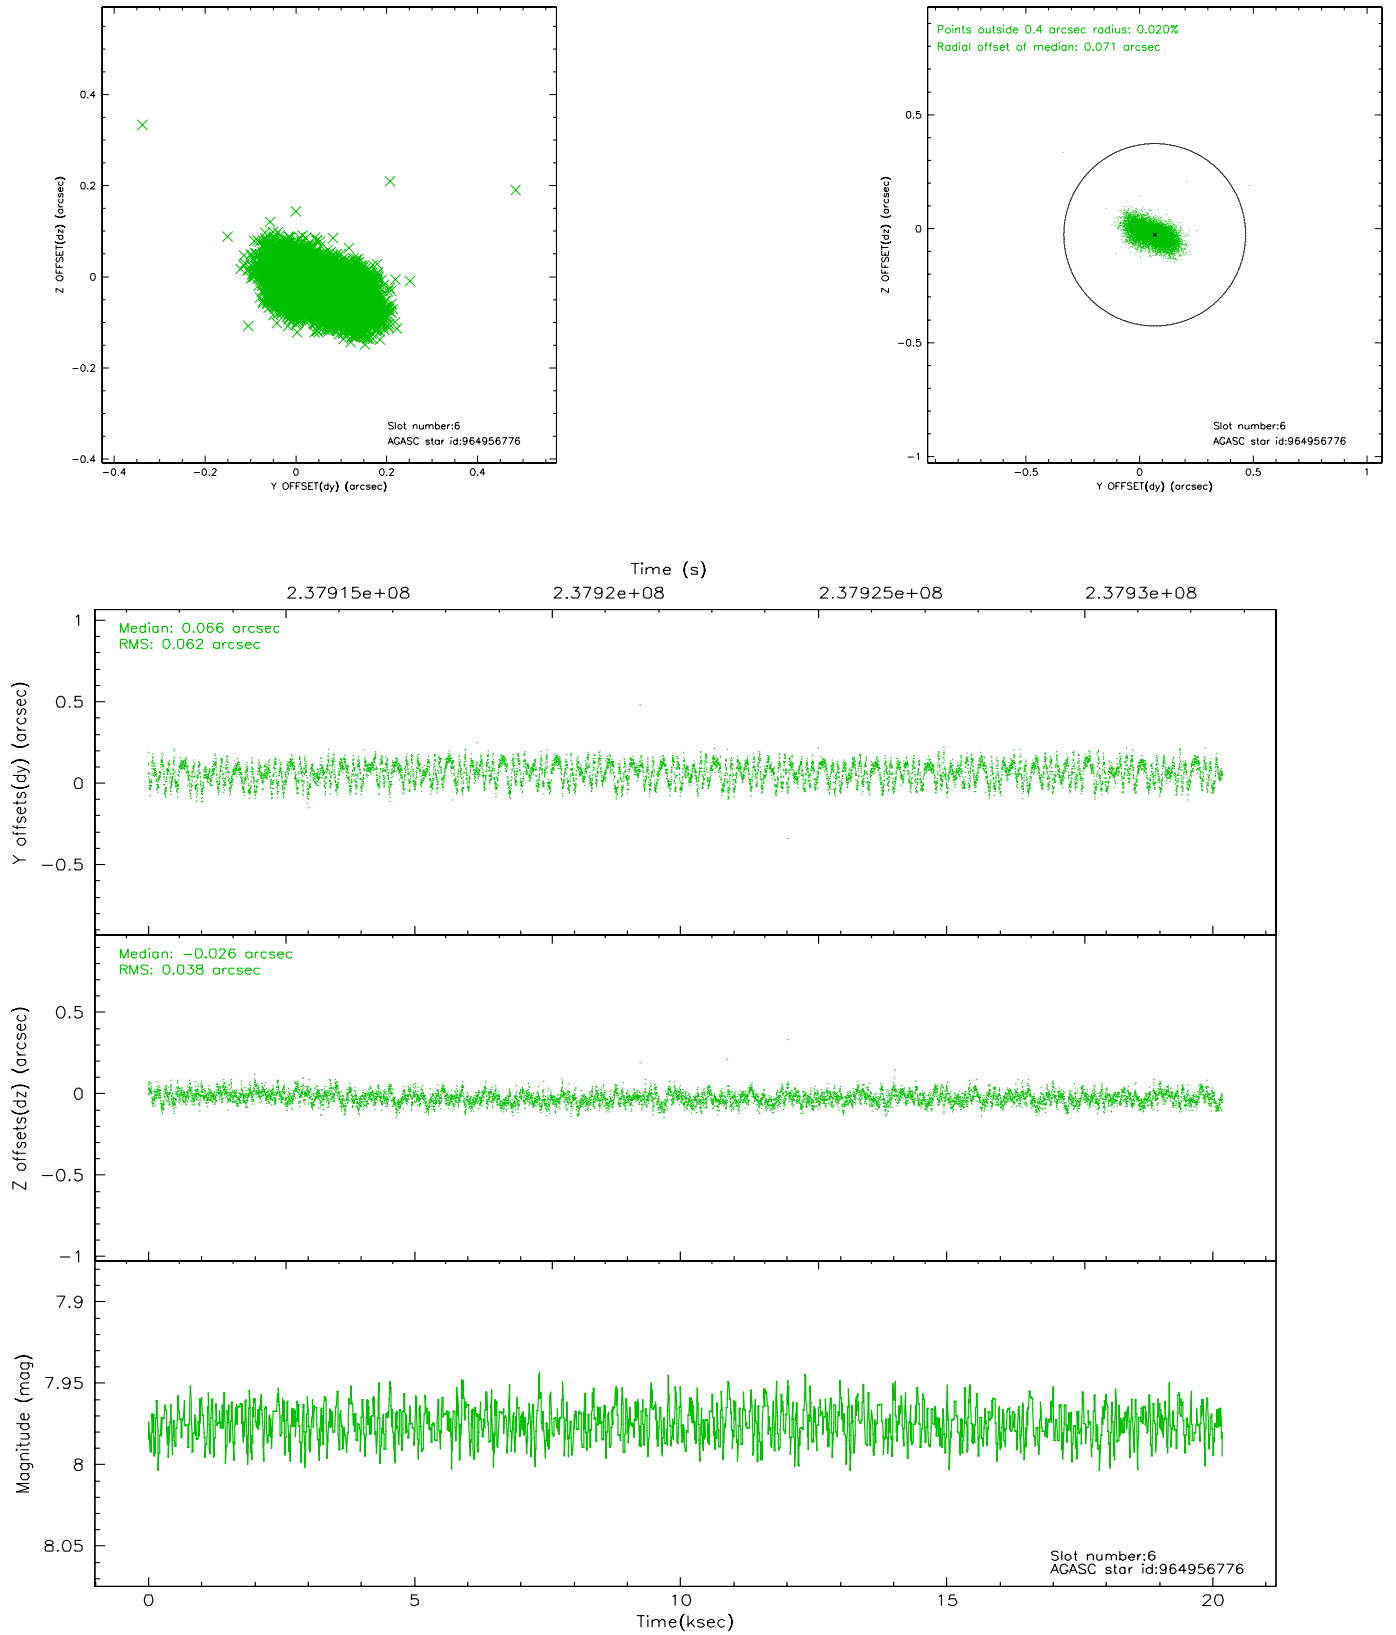 0.4
0.2
0
−0.2
−0.4
Z OFFSET(dz) (arcsec)
Slot number:6
AGASC star id:964956776
−0.4
−0.2
0
0.2
0.4
Y OFFSET(dy) (arcsec)
Points outside 0.4 arcsec radius: 0.020%
Radial offset of median: 0.071 arcsec
0.5
0
−0.5
−1
Z OFFSET(dz) (arcsec)
Slot number:6
AGASC star id:964956776
−0.5
0
0.5
1
Y OFFSET(dy) (arcsec)
Time (s)
2.37915e+08
2.3792e+08
2.37925e+08
2.3793e+08
Median: 0.066 arcsec
RMS: 0.062 arcsec
1
0.5
0
−0.5
Y offsets(dy) (arcsec)
Median: −0.026 arcsec
RMS: 0.038 arcsec
0.5
0
−0.5
−1
Z offsets(dz) (arcsec)
7.9
7.95
8
8.05
Magnitude (mag)
Slot number:6
AGASC star id:964956776
0
5
10
15
20
Time(ksec)